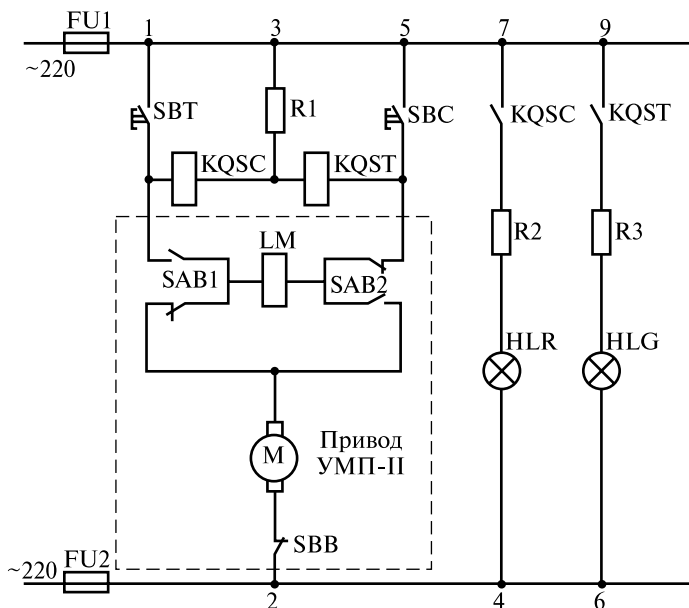 FU1
1
3
5
7
9
~220
SBT
R1
SBC
KQSC
KQST
KQSC
KQST
LM
SAB1
SAB2
R2
R3
HLR
HLG
М
Привод
УМП-II
SBB
FU2
~220
2
4
6